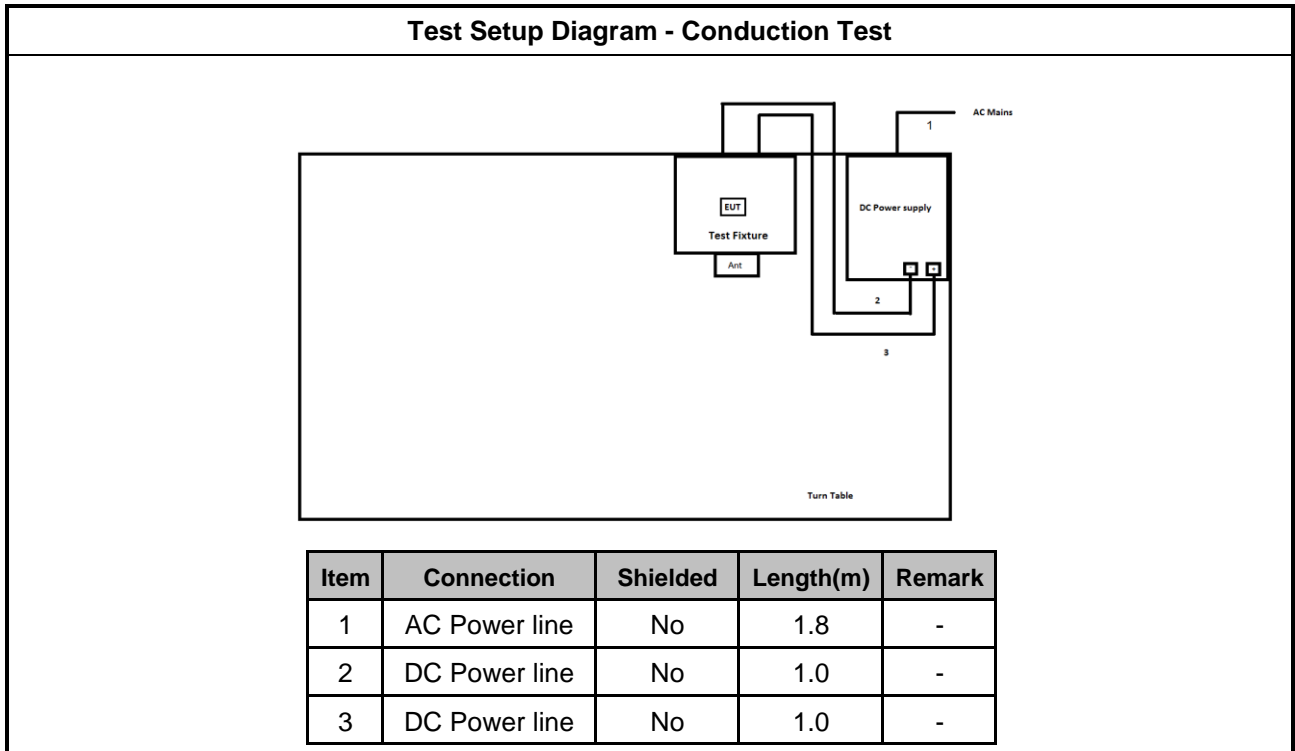 Test Setup Diagram - Conduction Test
AC Mains
1
EUT
DC Power supply
Test Fixture
Ant
- +
2
3
Turn Table
Item Connection Shielded Length(m) Remark
1 AC Power line No 1.8 -
2 DC Power line No 1.0 -
3 DC Power line No 1.0 -